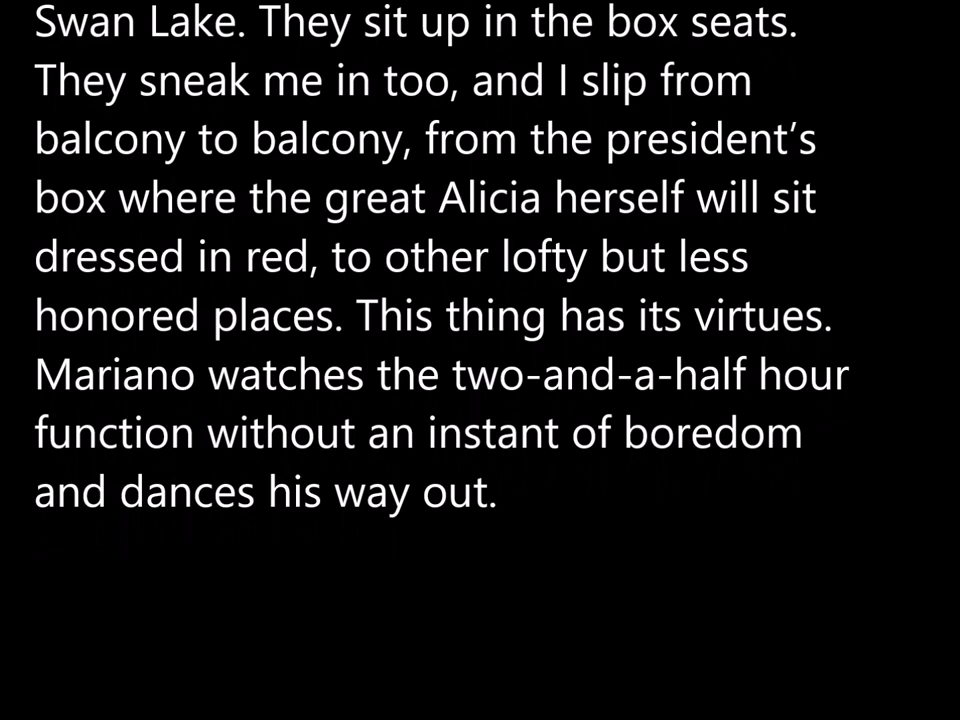 Swan Lake. They sit up in the box seats.
They sneak me in too, and I slip from
balcony to balcony, from the president’s
box where the great Alicia herself will sit
dressed in red, to other lofty but less
honored places. This thing has its virtues.
Mariano watches the two-and-a-half hour
function without an instant of boredom
and dances his way out.